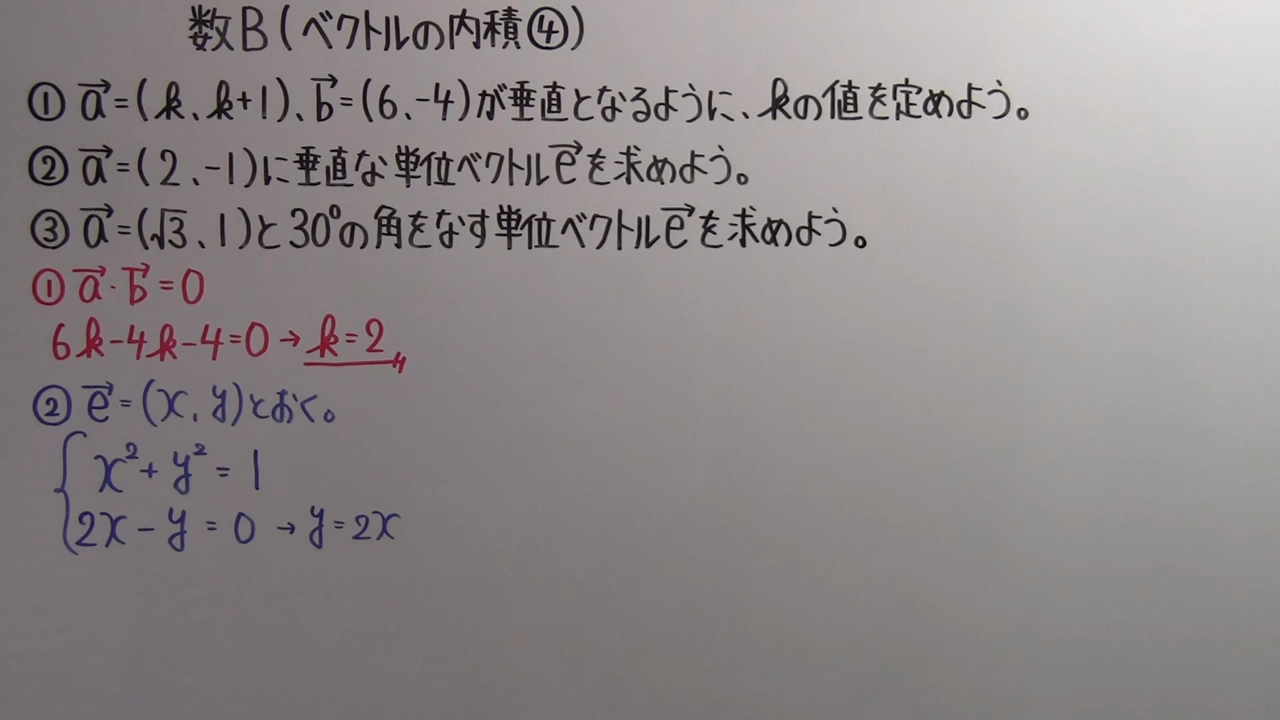 数B(ベクトルの内積④)
① a→=(k、k+1)、b→=(6、-4)が垂直となるように、kの値を定めよう。
② a→=(2、-1)に垂直な単位ベクトルe→を求めよう。
③ a→=(√3、1)と30°の角をなす単位ベクトルe→を求めよう。
① a→・b→=0
6k-4k-4=0→k=2
② e→=(x,y)とおく。
x²+y²=1
2x-y=0→y=2x